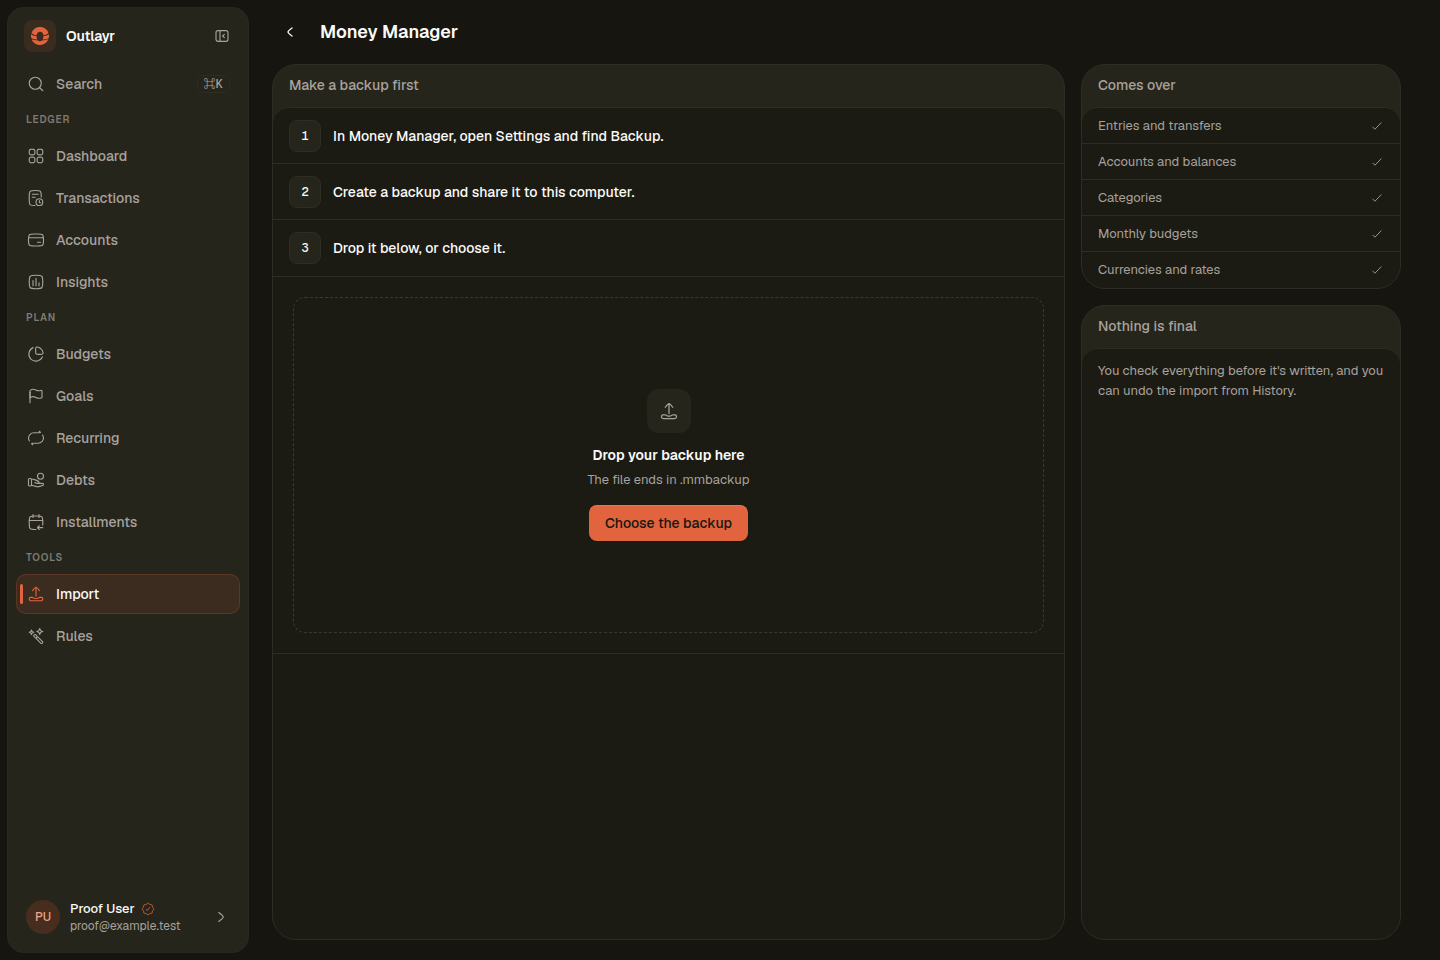 Outlayr
Search ⌘K
LEDGER
Dashboard
Transactions
Accounts
Insights
PLAN
Budgets
Goals
Recurring
Debts
Installments
TOOLS
Import
Rules
PU
Proof User
proof@example.test
Money Manager
Make a backup first
1 In Money Manager, open Settings and find Backup.
2 Create a backup and share it to this computer.
3 Drop it below, or choose it.
Drop your backup here
The file ends in .mmbackup
Choose the backup
Comes over
Entries and transfers
Accounts and balances
Categories
Monthly budgets
Currencies and rates
Nothing is final
You check everything before it's written, and you
can undo the import from History.